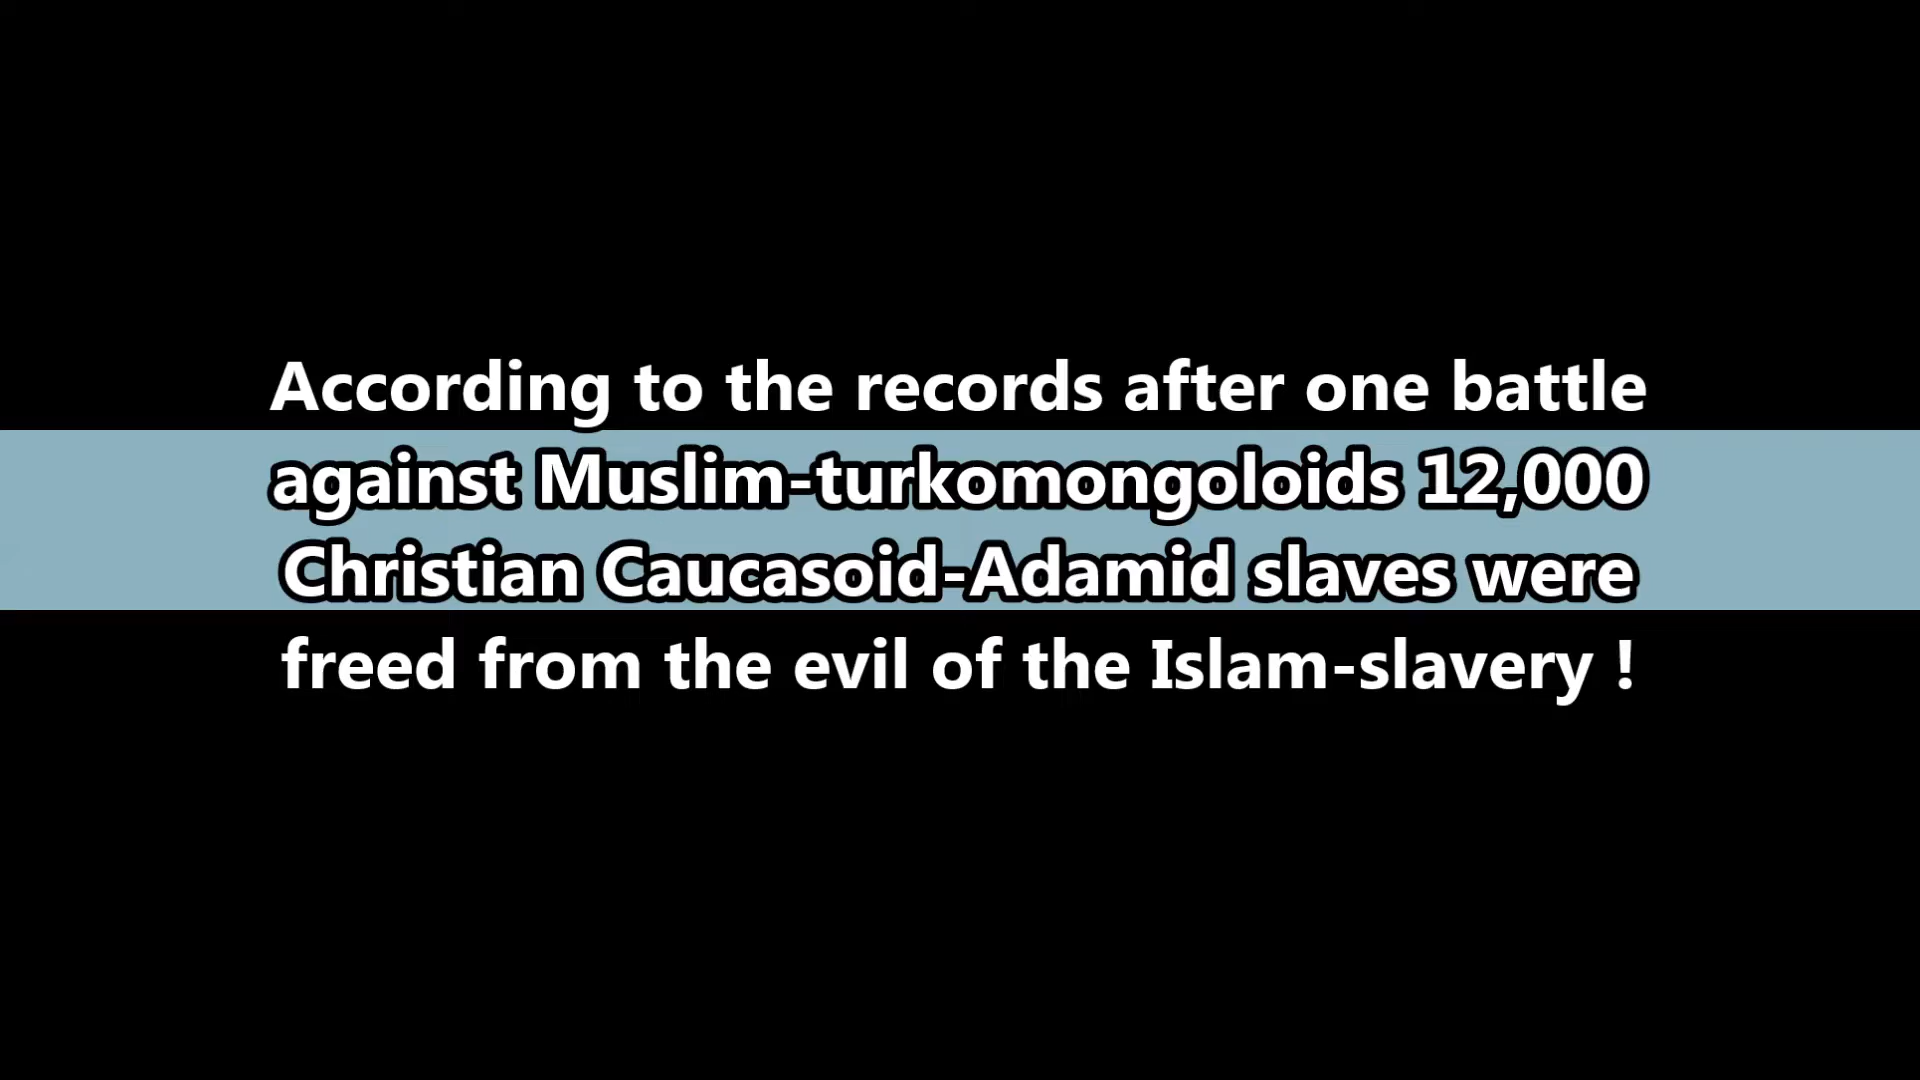 According to the records after one battle
against Muslim-turkomongoloids 12,000
Christian Caucasoid-Adamid slaves were
freed from the evil of the Islam-slavery !